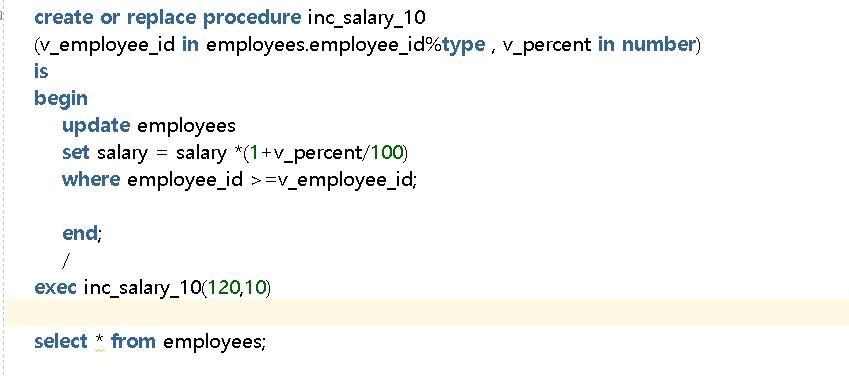 create or replace procedure inc_salary_10
(v_employee_id in employees.employee_id%type , v_percent in number)
is
begin
update employees
set salary = salary *(1+v_percent/100)
where employee_id >=v_employee_id;
end;
/
exec inc_salary_10(120,10)
select * from employees;